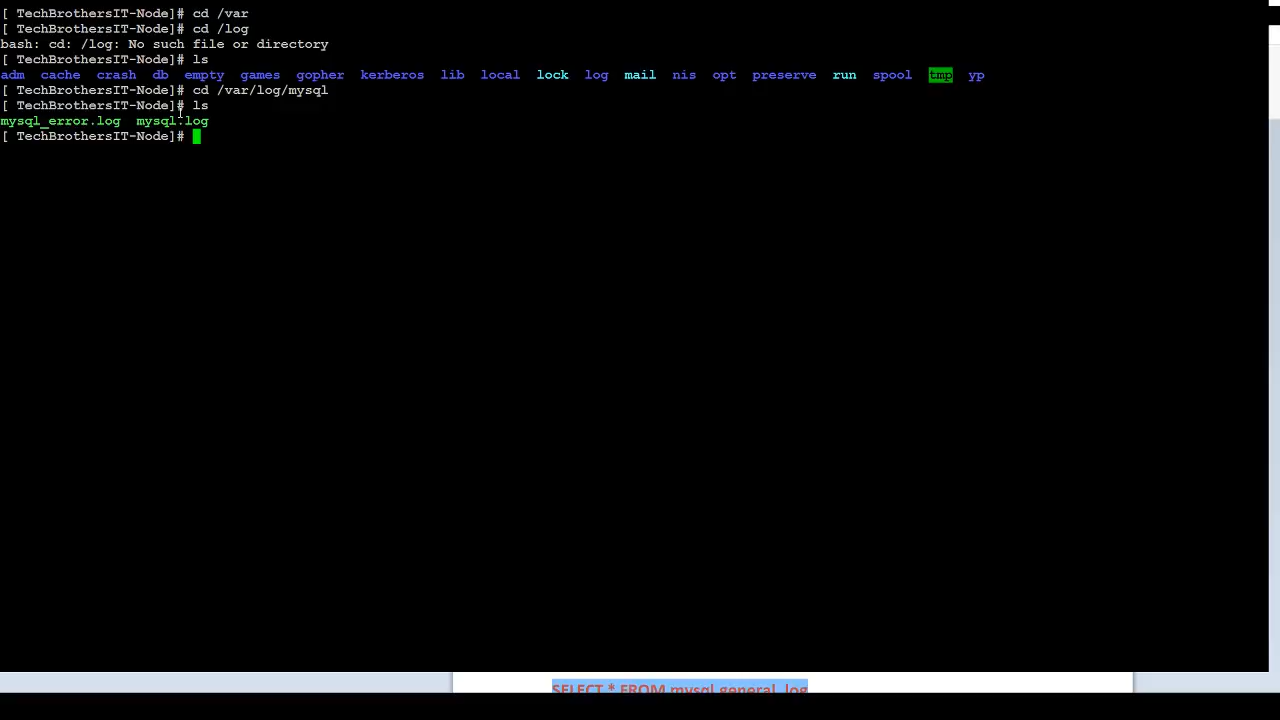 [ TechBrothersIT-Node]# cd /var
[ TechBrothersIT-Node]# cd /log
bash: cd: /log: No such file or directory
[ TechBrothersIT-Node]# ls
adm  cache  crash  db  empty  games  gopher  kerberos  lib  local  lock  log  mail  nis  opt  preserve  run  spool  tmp  yp
[ TechBrothersIT-Node]# cd /var/log/mysql
[ TechBrothersIT-Node]# ls
mysql_error.log  mysql.log
[ TechBrothersIT-Node]#
SELECT * FROM mysql.general_log